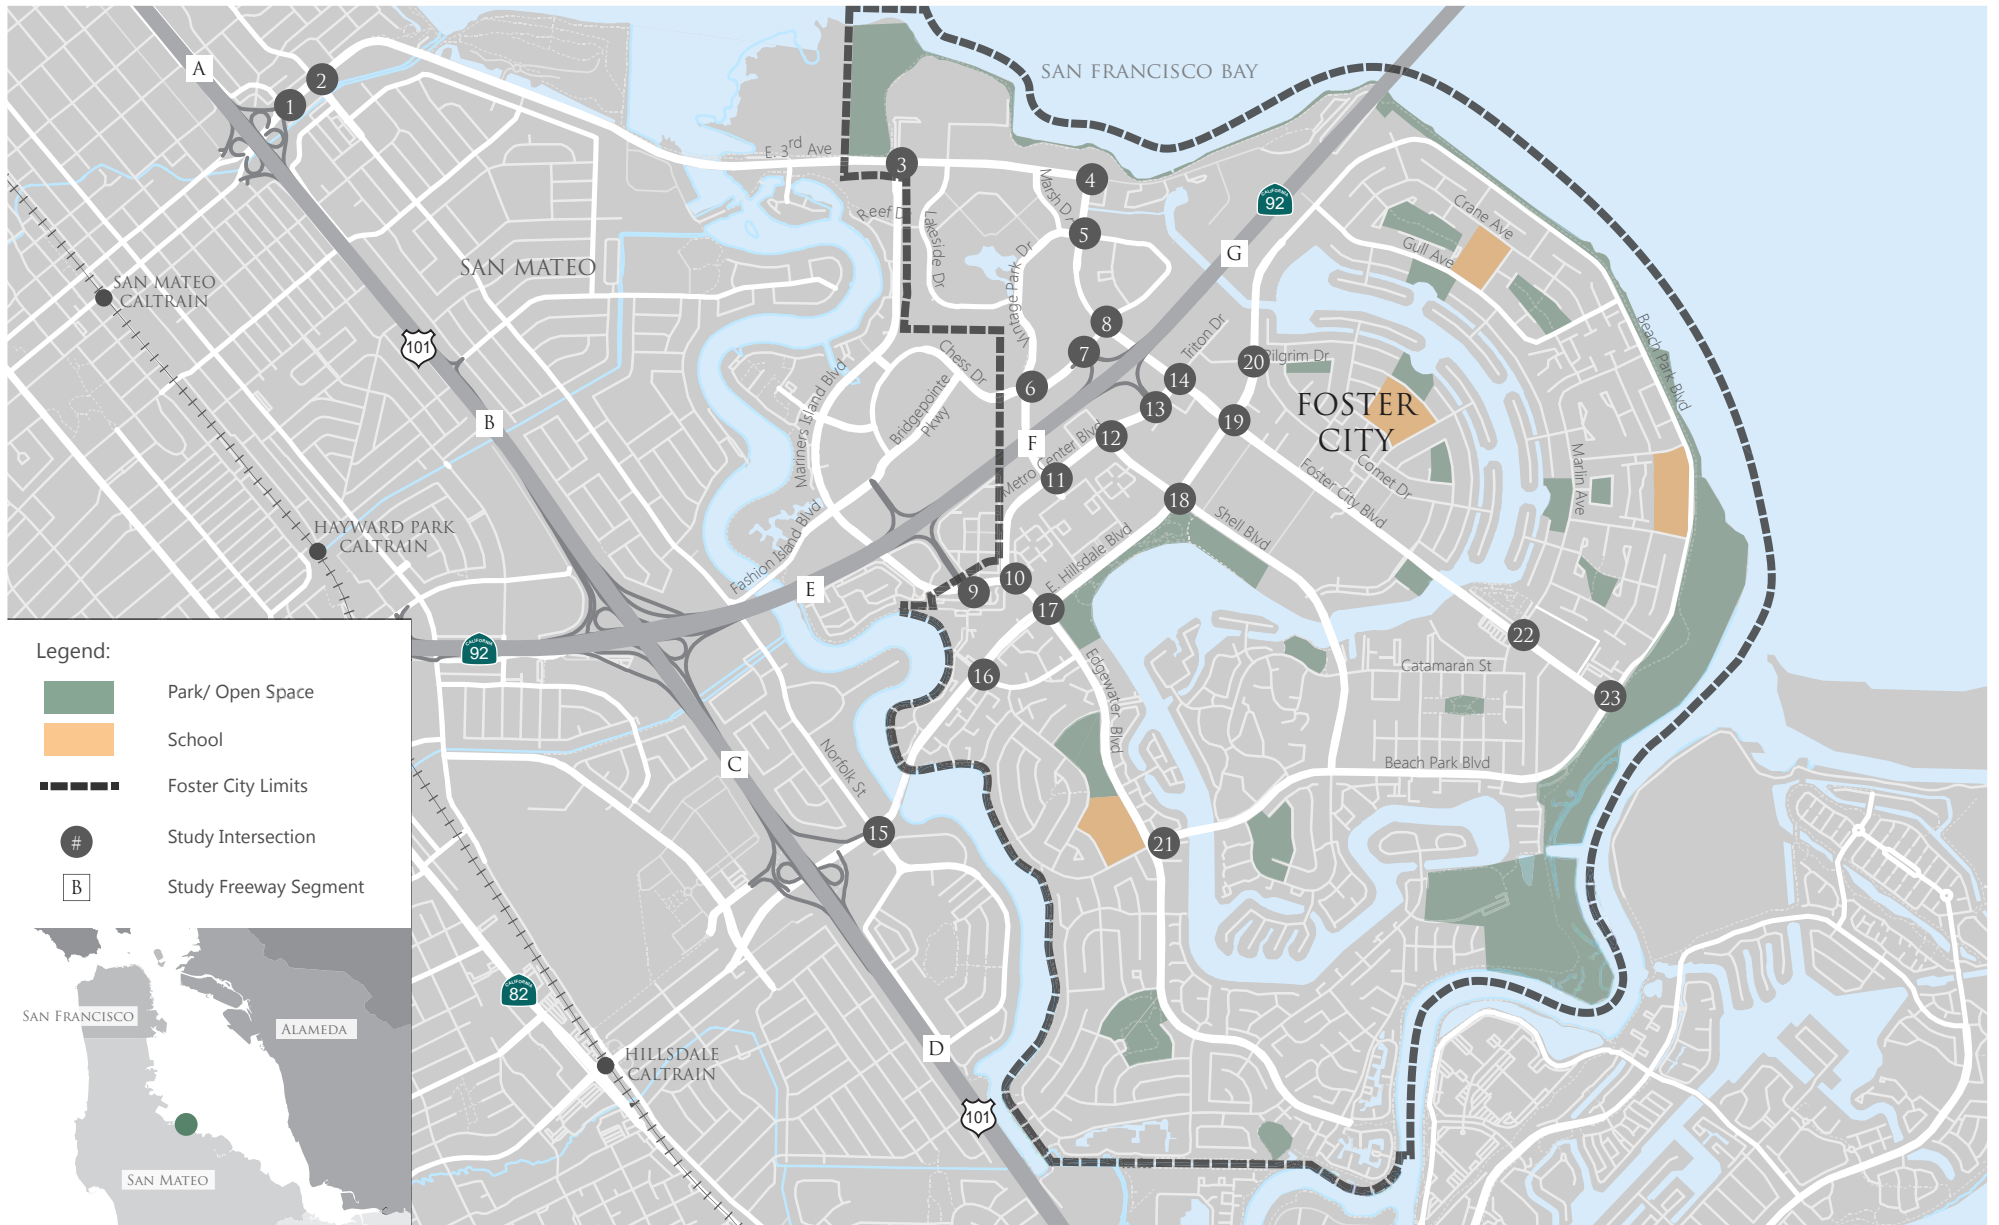 A
2
1
SAN FRANCISCO BAY
E. 3rd Ave
3
4
Marsh Dr
CALIFORNIA
92
Crane Ave
Reef Dr
Lakeside Dr
5
Gull Ave
G
SAN MATEO
CALTRAIN
SAN MATEO
Vintage Park Dr
101
8
Triton Dr
Beach Park Blvd
Chess Dr
7
20
Pilgrim Dr
Mariners Island Blvd
6
14
Bridgepointe
Pkwy
13
FOSTER
CITY
B
F
12
19
Metro Center Blvd
11
Comet Dr
Marlin Ave
Foster City Blvd
18
Shell Blvd
HAYWARD PARK
CALTRAIN
Fashion Island Blvd
E. Hillsdale Blvd
E
10
9
17
22
CALIFORNIA
92
Catamaran St
16
Edgewater Blvd
23
C
Norfolk St
Beach Park Blvd
15
21
CALIFORNIA
82
D
HILLSDALE
CALTRAIN
101
Legend:
Park/ Open Space
School
Foster City Limits
#
Study Intersection
B
Study Freeway Segment
SAN FRANCISCO
ALAMEDA
SAN MATEO